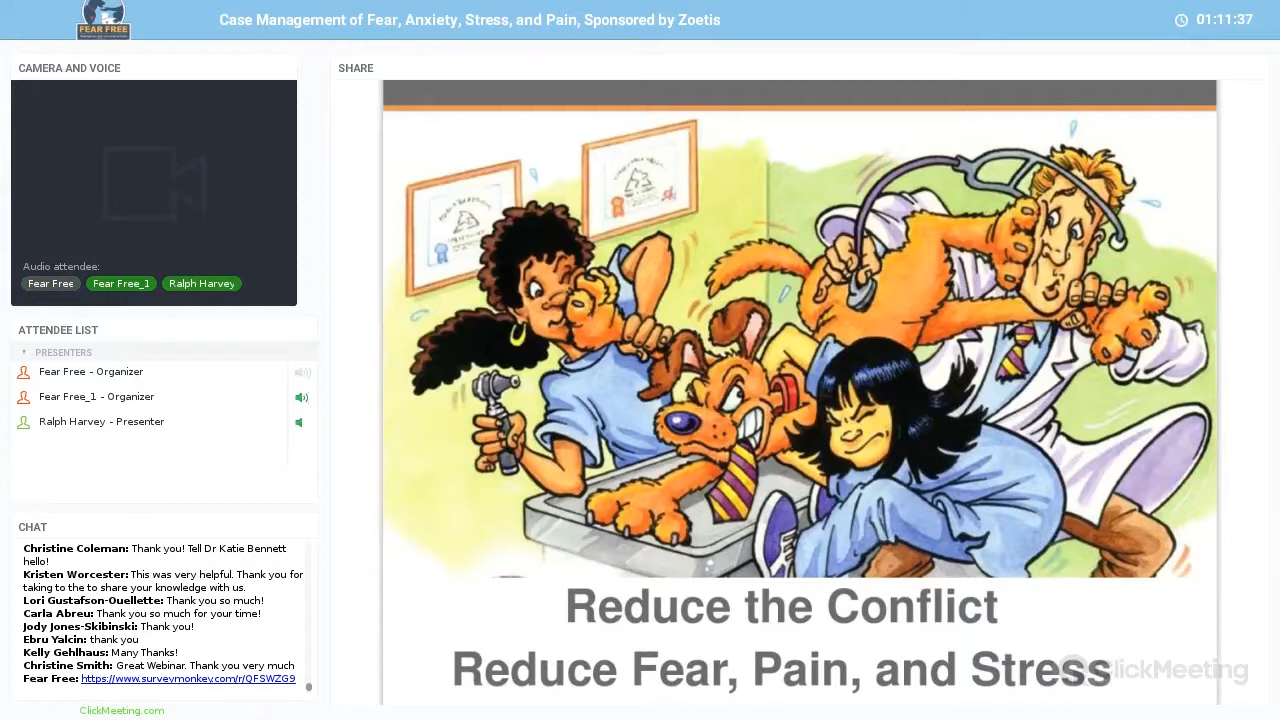 FEAR FREE
Case Management of Fear, Anxiety, Stress, and Pain, Sponsored by Zoetis
01:11:37
CAMERA AND VOICE
Audio attendee:
Fear Free Fear Free_1 Ralph Harvey
ATTENDEE LIST
PRESENTERS
Fear Free - Organizer
Fear Free_1 - Organizer
Ralph Harvey - Presenter
CHAT
Christine Coleman: Thank you! Tell Dr Katie Bennett
hello!
Kristen Worcester: This was very helpful. Thank you for
taking to the to share your knowledge with us.
Lori Gustafson-Ouellette: Thank you so much!
Carla Abreu: Thank you so much for your time!
Jody Jones-Skibinski: Thank you!
Ebru Yalcin: thank you
Kelly Gehlhaus: Many Thanks!
Christine Smith: Great Webinar. Thank you very much
Fear Free: https://www.surveymonkey.com/r/QFSWZG9
ClickMeeting.com
SHARE
Reduce the Conflict
Reduce Fear, Pain, and Stress
ClickMeeting